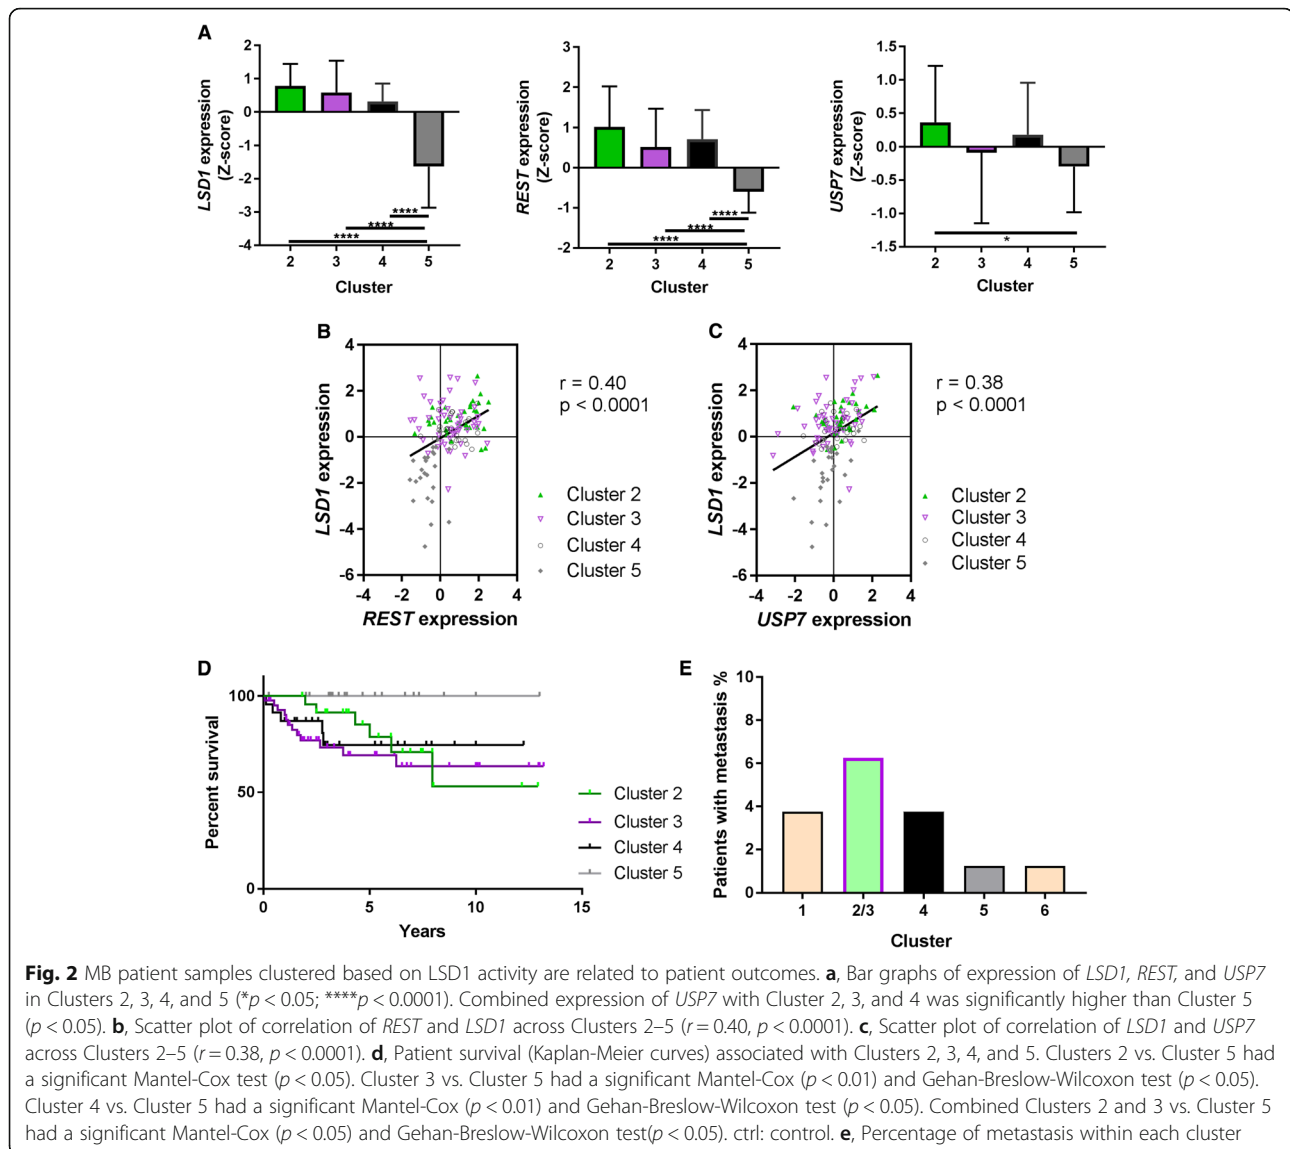 A
LSD1 expression
(Z-score)
2
1
0
-1
-2
-3
-4
****
****
****
2 3 4 5
Cluster
REST expression
(Z-score)
3
2
1
0
-1
-2
****
****
****
2 3 4 5
Cluster
USP7 expression
(Z-score)
1.5
1.0
0.5
0.0
-0.5
-1.0
-1.5
*
2 3 4 5
Cluster
B
LSD1 expression
4
2
0
-2
-4
-6
-4 -2 0 2 4
REST expression
r = 0.40
p < 0.0001
Cluster 2
Cluster 3
Cluster 4
Cluster 5
C
LSD1 expression
4
2
0
-2
-4
-6
-4 -2 0 2 4
USP7 expression
r = 0.38
p < 0.0001
Cluster 2
Cluster 3
Cluster 4
Cluster 5
D
Percent survival
100
50
0
0 5 10 15
Years
Cluster 2
Cluster 3
Cluster 4
Cluster 5
E
Patients with metastasis %
10
8
6
4
2
0
1 2/3 4 5 6
Cluster
Fig. 2 MB patient samples clustered based on LSD1 activity are related to patient outcomes. a, Bar graphs of expression of LSD1, REST, and USP7
in Clusters 2, 3, 4, and 5 (*p < 0.05; ****p < 0.0001). Combined expression of USP7 with Cluster 2, 3, and 4 was significantly higher than Cluster 5
(p < 0.05). b, Scatter plot of correlation of REST and LSD1 across Clusters 2–5 (r = 0.40, p < 0.0001). c, Scatter plot of correlation of LSD1 and USP7
across Clusters 2–5 (r = 0.38, p < 0.0001). d, Patient survival (Kaplan-Meier curves) associated with Clusters 2, 3, 4, and 5. Clusters 2 vs. Cluster 5 had
a significant Mantel-Cox test (p < 0.05). Cluster 3 vs. Cluster 5 had a significant Mantel-Cox (p < 0.01) and Gehan-Breslow-Wilcoxon test (p < 0.05).
Cluster 4 vs. Cluster 5 had a significant Mantel-Cox (p < 0.01) and Gehan-Breslow-Wilcoxon test (p < 0.05). Combined Clusters 2 and 3 vs. Cluster 5
had a significant Mantel-Cox (p < 0.05) and Gehan-Breslow-Wilcoxon test(p < 0.05). ctrl: control. e, Percentage of metastasis within each cluster